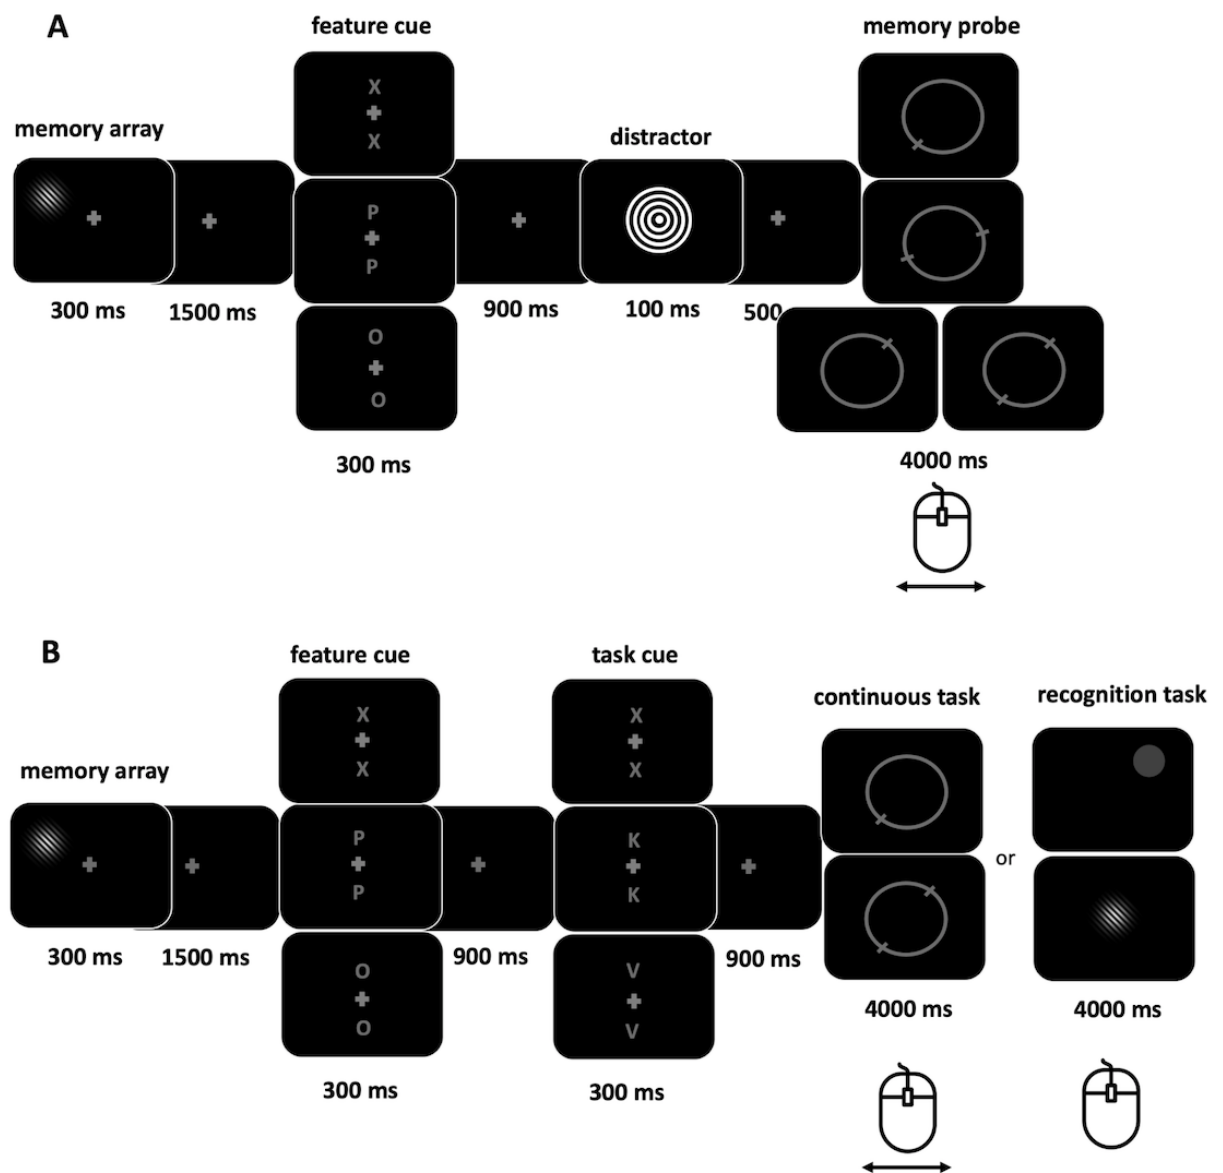 A
feature cue
memory probe
X
X
memory array
distractor
P
P
300 ms
1500 ms
900 ms
100 ms
500
O
O
300 ms
4000 ms
B
feature cue
task cue
continuous task
recognition task
X
X
X
X
memory array
P
P
K
K
or
300 ms
1500 ms
900 ms
900 ms
O
O
V
V
4000 ms
4000 ms
300 ms
300 ms